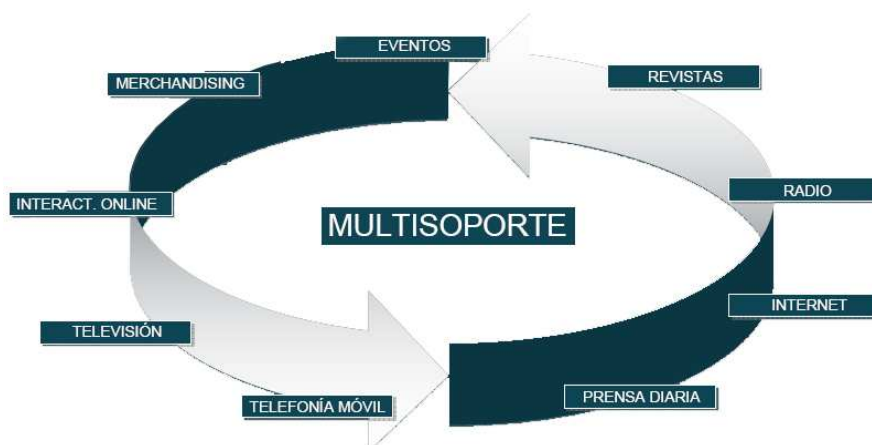 EVENTOS
REVISTAS
MERCHANDISING
RADIO
INTERACT. ONLINE
MULTISOPORTE
INTERNET
TELEVISIÓN
PRENSA DIARIA
TELEFONÍA MÓVIL